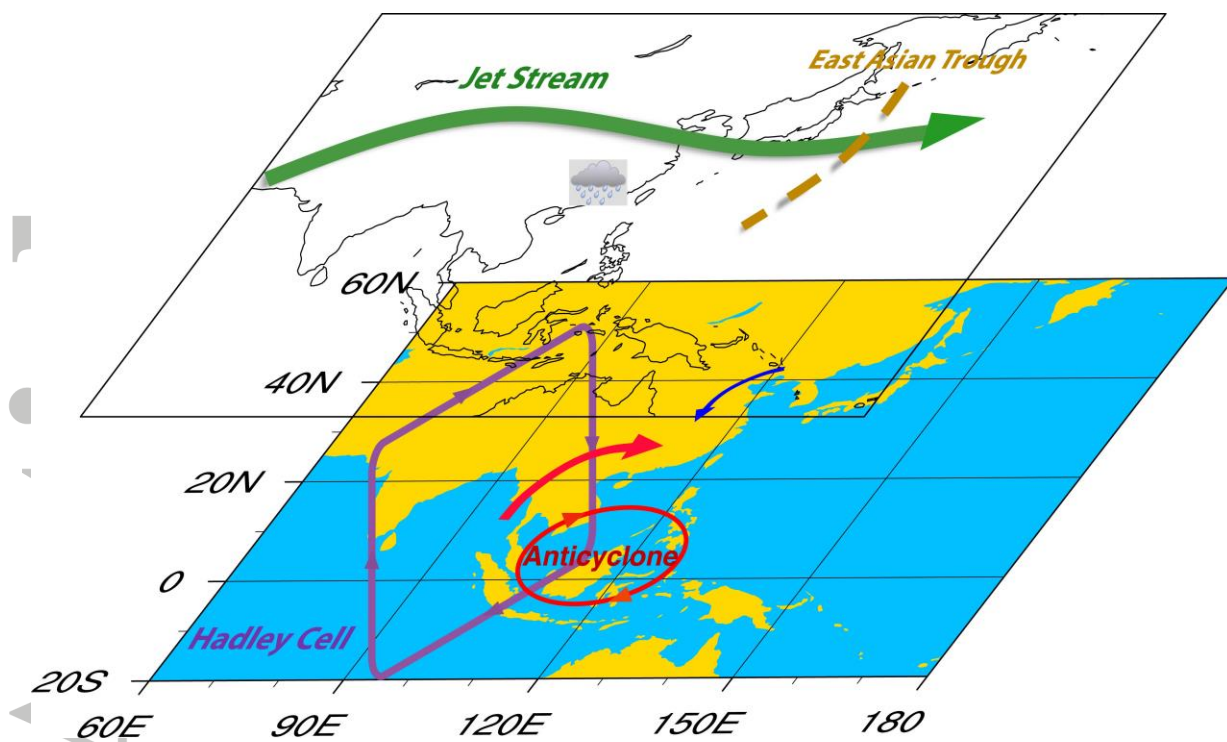 East Asian Trough
Jet Stream
60N
40N
20N
Anticyclone
0
Hadley Cell
20S
60E 90E 120E 150E 180